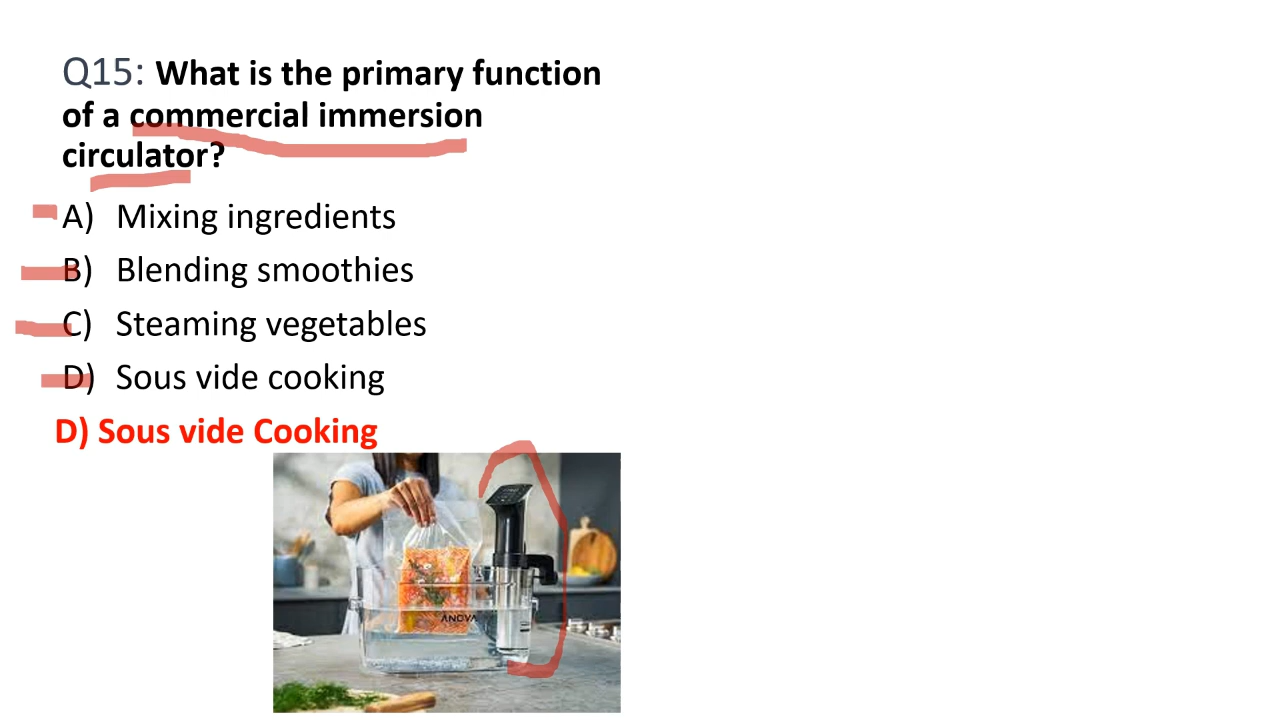 Q15: What is the primary function
of a commercial immersion
circulator?
A) Mixing ingredients
B) Blending smoothies
C) Steaming vegetables
D) Sous vide cooking
D) Sous vide Cooking
ANOVA